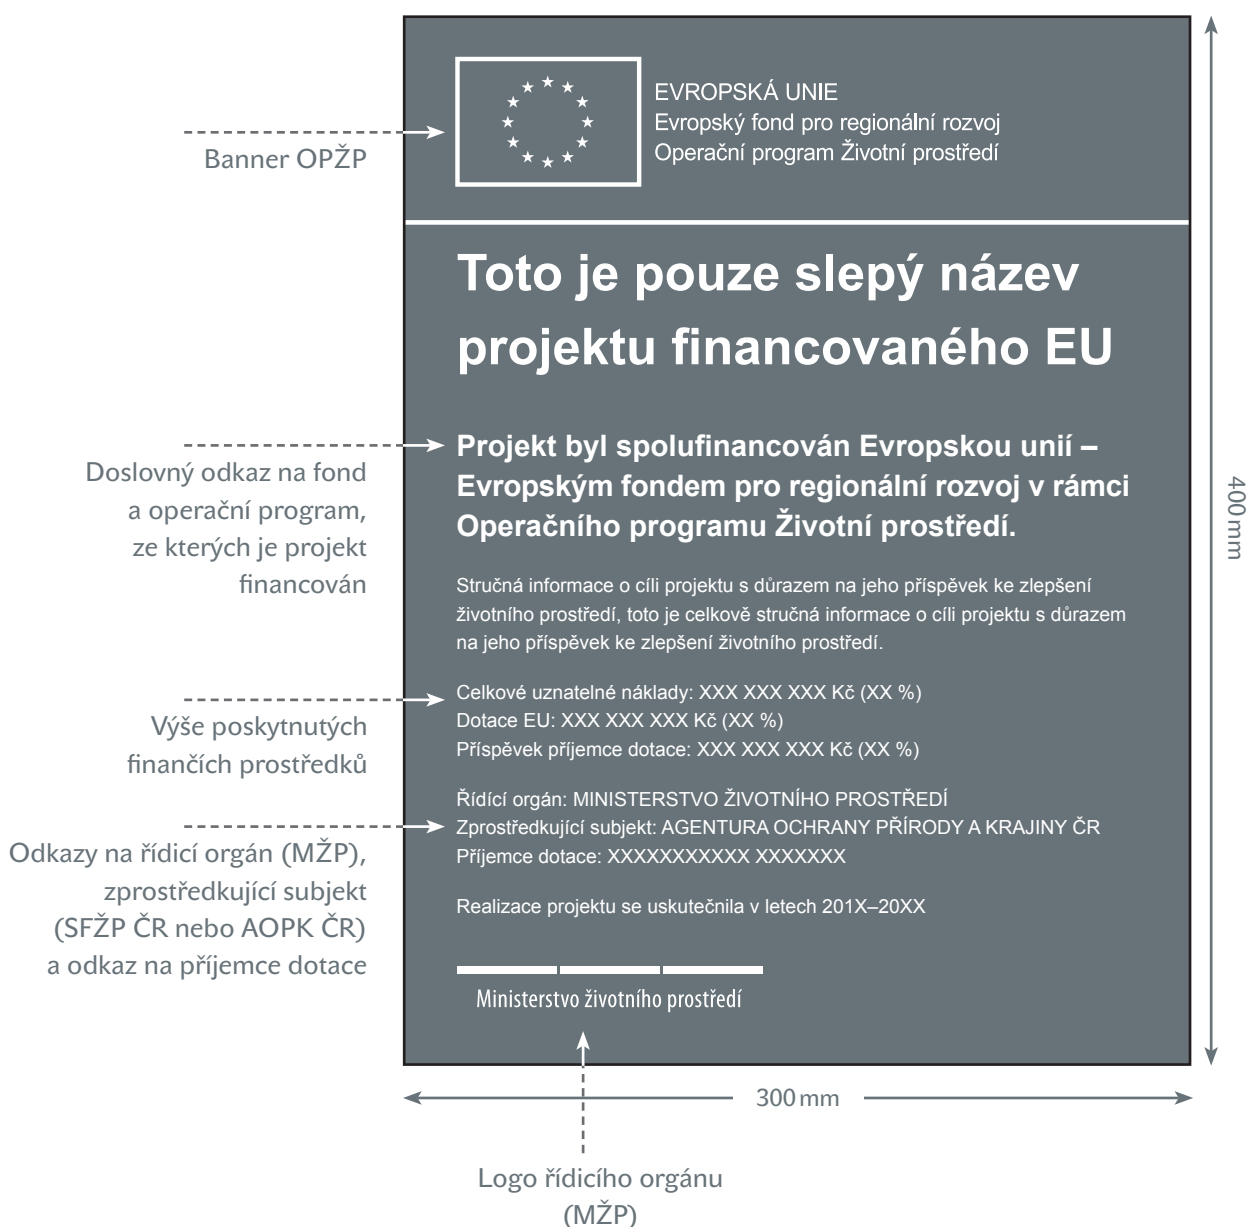 EVROPSKÁ UNIE
Evropský fond pro regionální rozvoj
Operační program Životní prostředí
Banner OPŽP
Toto je pouze slepý název
projektu financovaného EU
Projekt byl spolufinancován Evropskou unií –
Evropským fondem pro regionální rozvoj v rámci
Operačního programu Životní prostředí.
Doslovný odkaz na fond
a operační program,
ze kterých je projekt
financován
400 mm
Stručná informace o cíli projektu s důrazem na jeho příspěvek ke zlepšení
životního prostředí, toto je celkově stručná informace o cíli projektu s důrazem
na jeho příspěvek ke zlepšení životního prostředí.
Celkové uznatelné náklady: XXX XXX XXX Kč (XX %)
Dotace EU: XXX XXX XXX Kč (XX %)
Příspěvek příjemce dotace: XXX XXX XXX Kč (XX %)
Výše poskytnutých
finančích prostředků
Řídící orgán: MINISTERSTVO ŽIVOTNÍHO PROSTŘEDÍ
Zprostředkující subjekt: AGENTURA OCHRANY PŘÍRODY A KRAJINY ČR
Příjemce dotace: XXXXXXXXXXX XXXXXXX
Odkazy na řídicí orgán (MŽP),
zprostředkující subjekt
(SFŽP ČR nebo AOPK ČR)
a odkaz na příjemce dotace
Realizace projektu se uskutečnila v letech 201X–20XX
Ministerstvo životního prostředí
300 mm
Logo řídicího orgánu
(MŽP)